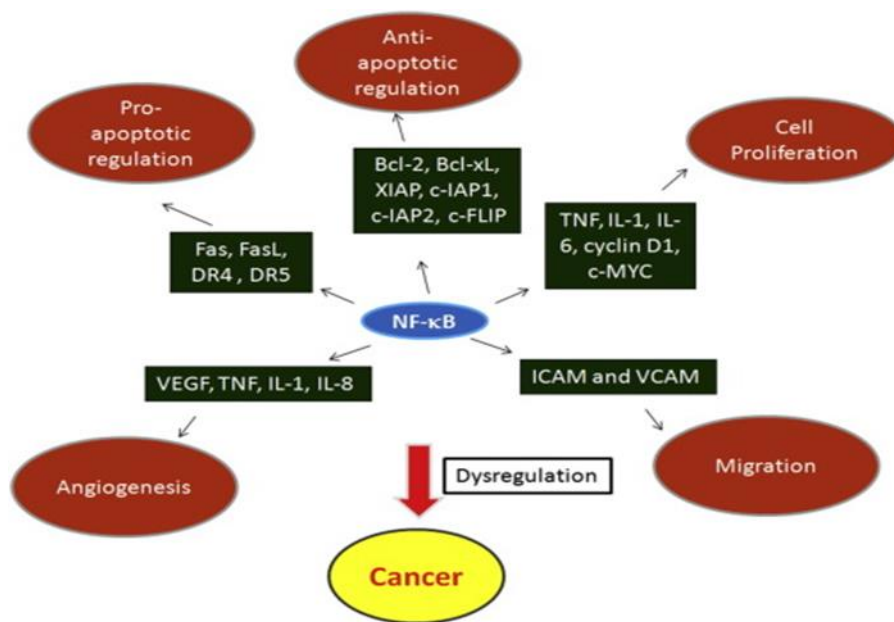 Anti-
apoptotic
regulation
Pro-
apoptotic
regulation
Cell
Proliferation
Bcl-2, Bcl-xL,
XIAP, c-IAP1,
c-IAP2, c-FLIP
TNF, IL-1, IL-
6, cyclin D1,
c-MYC
Fas, FasL,
DR4 , DR5
NF-κB
VEGF, TNF, IL-1, IL-8
ICAM and VCAM
Angiogenesis
Dysregulation
Migration
Cancer